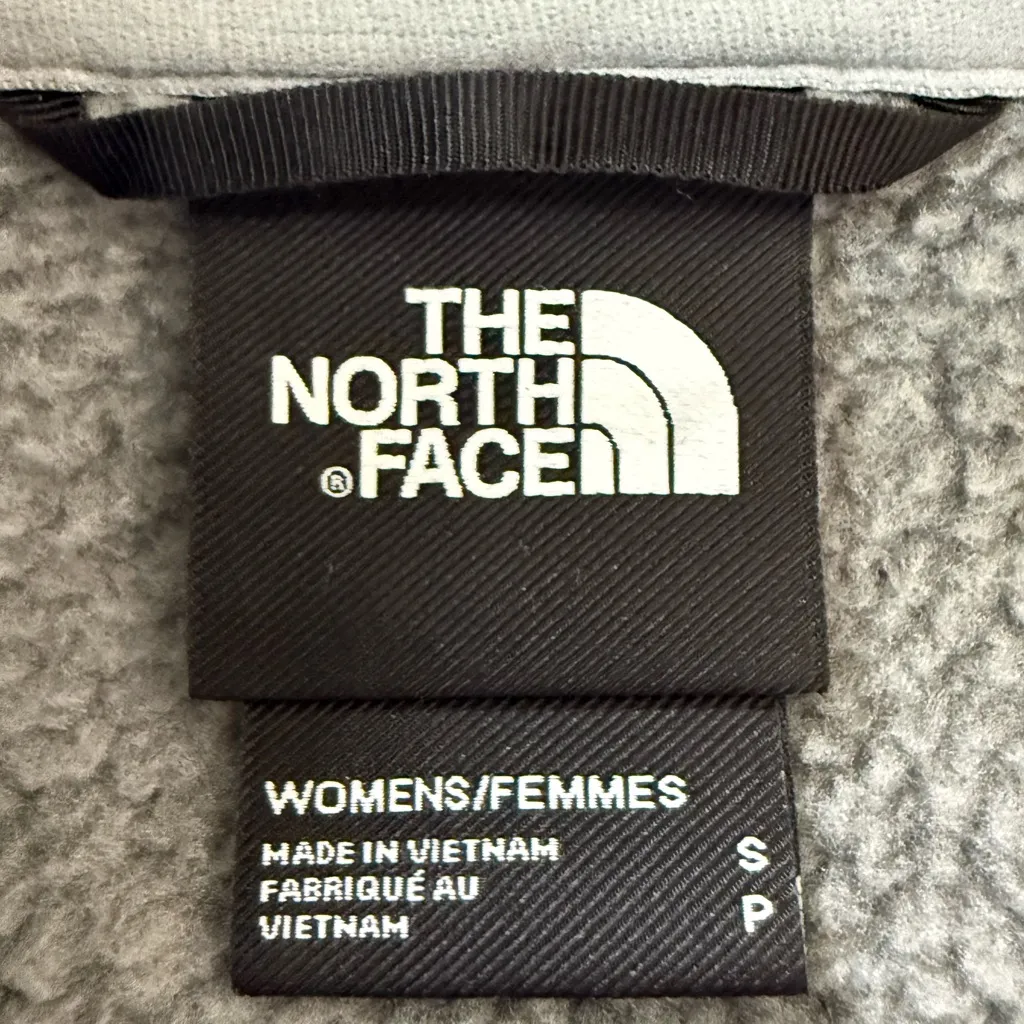 THE
NORTH
®FACE
WOMENS/FEMMES
MADE IN VIETNAM S
FABRIQUÉ AU P
VIETNAM